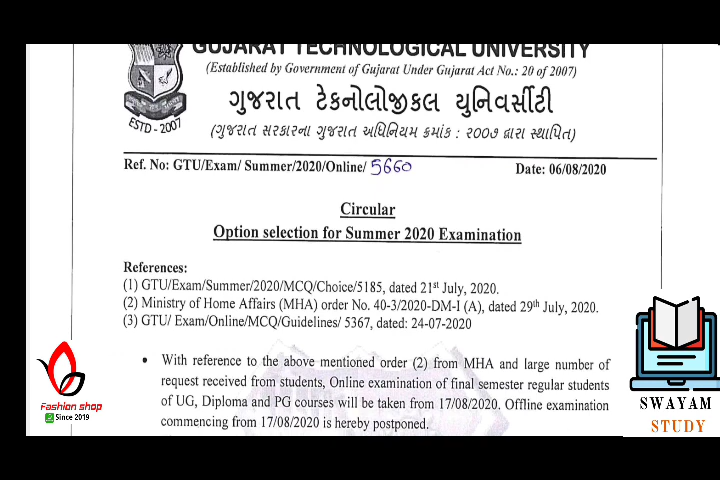 GUJARAT TECHNOLOGICAL UNIVERSITY
(Established by Government of Gujarat Under Gujarat Act No.: 20 of 2007)
ગુજરાત ટેકનોલોજીકલ યુનિવર્સીટી
(ગુજરાત સરકારના ગુજરાત અધિનિયમ ક્રમાંક : ૨૦૦૭ દ્વારા સ્થાપિત)
ESTD - 2007
Ref. No: GTU/Exam/ Summer/2020/Online/ 5660
Date: 06/08/2020
Circular
Option selection for Summer 2020 Examination
References:
(1) GTU/Exam/Summer/2020/MCQ/Choice/5185, dated 21st July, 2020.
(2) Ministry of Home Affairs (MHA) order No. 40-3/2020-DM-I (A), dated 29th July, 2020.
(3) GTU/ Exam/Online/MCQ/Guidelines/ 5367, dated: 24-07-2020
• With reference to the above mentioned order (2) from MHA and large number of
request received from students, Online examination of final semester regular students
of UG, Diploma and PG courses will be taken from 17/08/2020. Offline examination
commencing from 17/08/2020 is hereby postponed.
Fashion shop
Since 2019
SWAYAM
STUDY